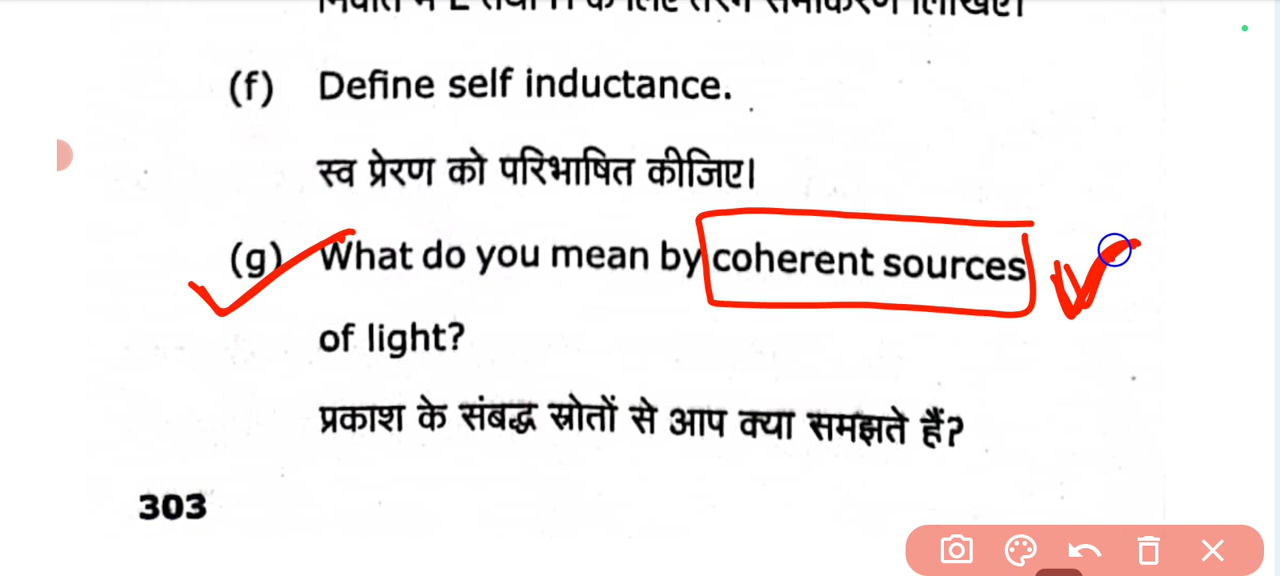 (f) Define self inductance.
स्व प्रेरण को परिभाषित कीजिए।
(g) What do you mean by coherent sources
of light?
प्रकाश के संबद्ध स्रोतों से आप क्या समझते हैं?
303